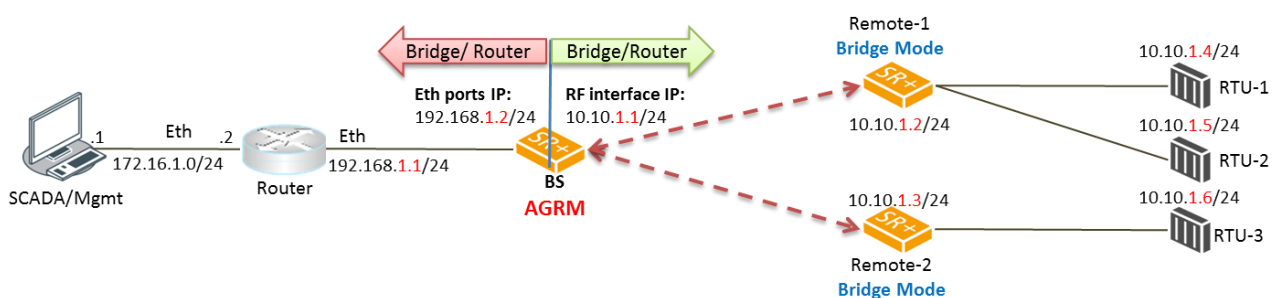 Bridge/ Router
Bridge/Router
Remote-1
Bridge Mode
Eth ports IP:
192.168.1.2/24
RF interface IP:
10.10.1.1/24
SR+
10.10.1.2/24
10.10.1.4/24
RTU-1
10.10.1.5/24
RTU-2
.1
Eth
.2
172.16.1.0/24
SCADA/Mgmt
Router
Eth
192.168.1.1/24
SR+
BS
AGRM
10.10.1.3/24
SR+
Remote-2
Bridge Mode
10.10.1.6/24
RTU-3